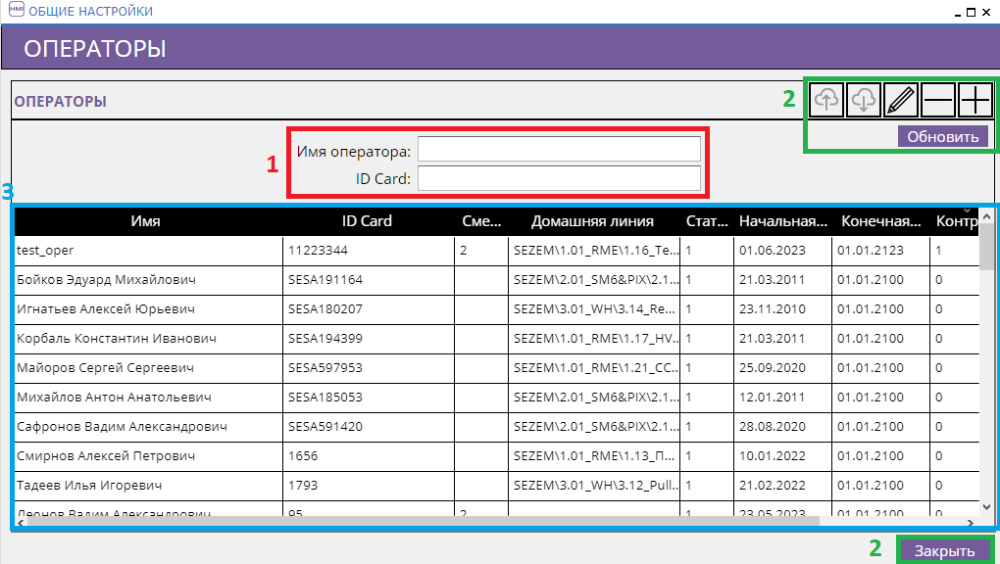 HMI ОБЩИЕ НАСТРОЙКИ
ОПЕРАТОРЫ
ОПЕРАТОРЫ
2
Обновить
1
Имя оператора:
ID Card:
3
Имя ID Card Сме... Домашняя линия Стат... Начальная... Конечная... Контр
test_oper 11223344 2 SEZEM\1.01_RME\1.16_Te... 1 01.06.2023 01.01.2123 1
Бойков Эдуард Михайлович SESA191164 SEZEM\2.01_SM6&PIX\2.1... 1 21.03.2011 01.01.2100 0
Игнатьев Алексей Юрьевич SESA180207 SEZEM\3.01_WH\3.14_Re... 1 23.11.2010 01.01.2100 0
Корбаль Константин Иванович SESA194399 SEZEM\1.01_RME\1.17_HV... 1 21.03.2011 01.01.2100 0
Майоров Сергей Сергеевич SESA597953 SEZEM\1.01_RME\1.21_CC... 1 25.09.2020 01.01.2100 0
Михайлов Антон Анатольевич SESA185053 SEZEM\2.01_SM6&PIX\2.1... 1 12.01.2011 01.01.2100 0
Сафронов Вадим Александрович SESA591420 SEZEM\2.01_SM6&PIX\2.1... 1 28.08.2020 01.01.2100 0
Смирнов Алексей Петрович 1656 SEZEM\1.01_RME\1.13_П... 1 10.01.2022 01.01.2100 0
Тадеев Илья Игоревич 1793 SEZEM\3.01_WH\3.12_Pull... 1 21.02.2022 01.01.2100 0
Леонов Вадим Александрович 95 2 1 23.05.2023 01.01.2100 0
2
Закрыть